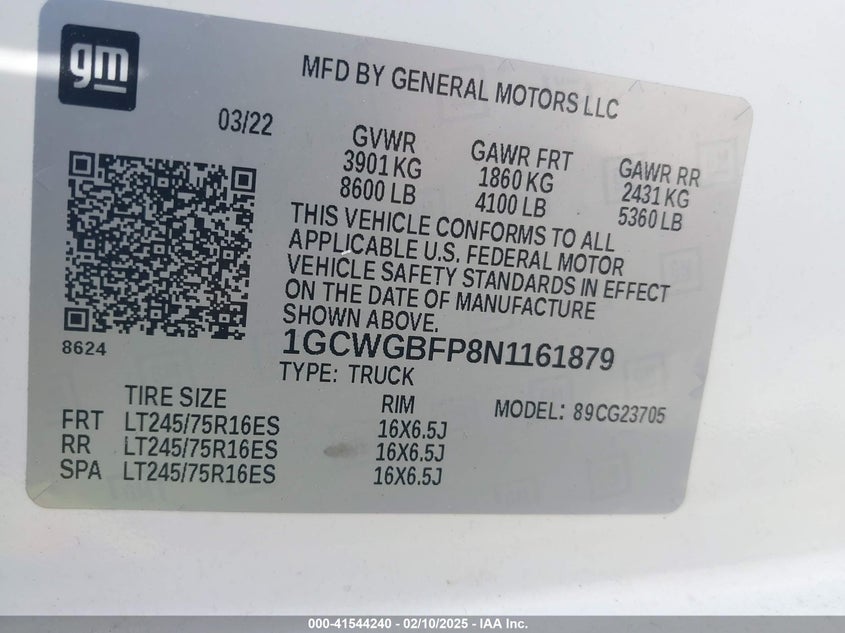 gm
MFD BY GENERAL MOTORS LLC
03/22
GVWR GAWR FRT GAWR RR
3901 KG 1860 KG 2431 KG
8600 LB 4100 LB 5360 LB
THIS VEHICLE CONFORMS TO ALL
APPLICABLE U.S. FEDERAL MOTOR
VEHICLE SAFETY STANDARDS IN EFFECT
ON THE DATE OF MANUFACTURE
SHOWN ABOVE.
8624
1GCWGBFP8N1161879
TYPE: TRUCK
TIRE SIZE RIM MODEL: 89CG23705
FRT LT245/75R16ES 16X6.5J
RR LT245/75R16ES 16X6.5J
SPA LT245/75R16ES 16X6.5J
000-41544240 - 02/10/2025 - IAA Inc.